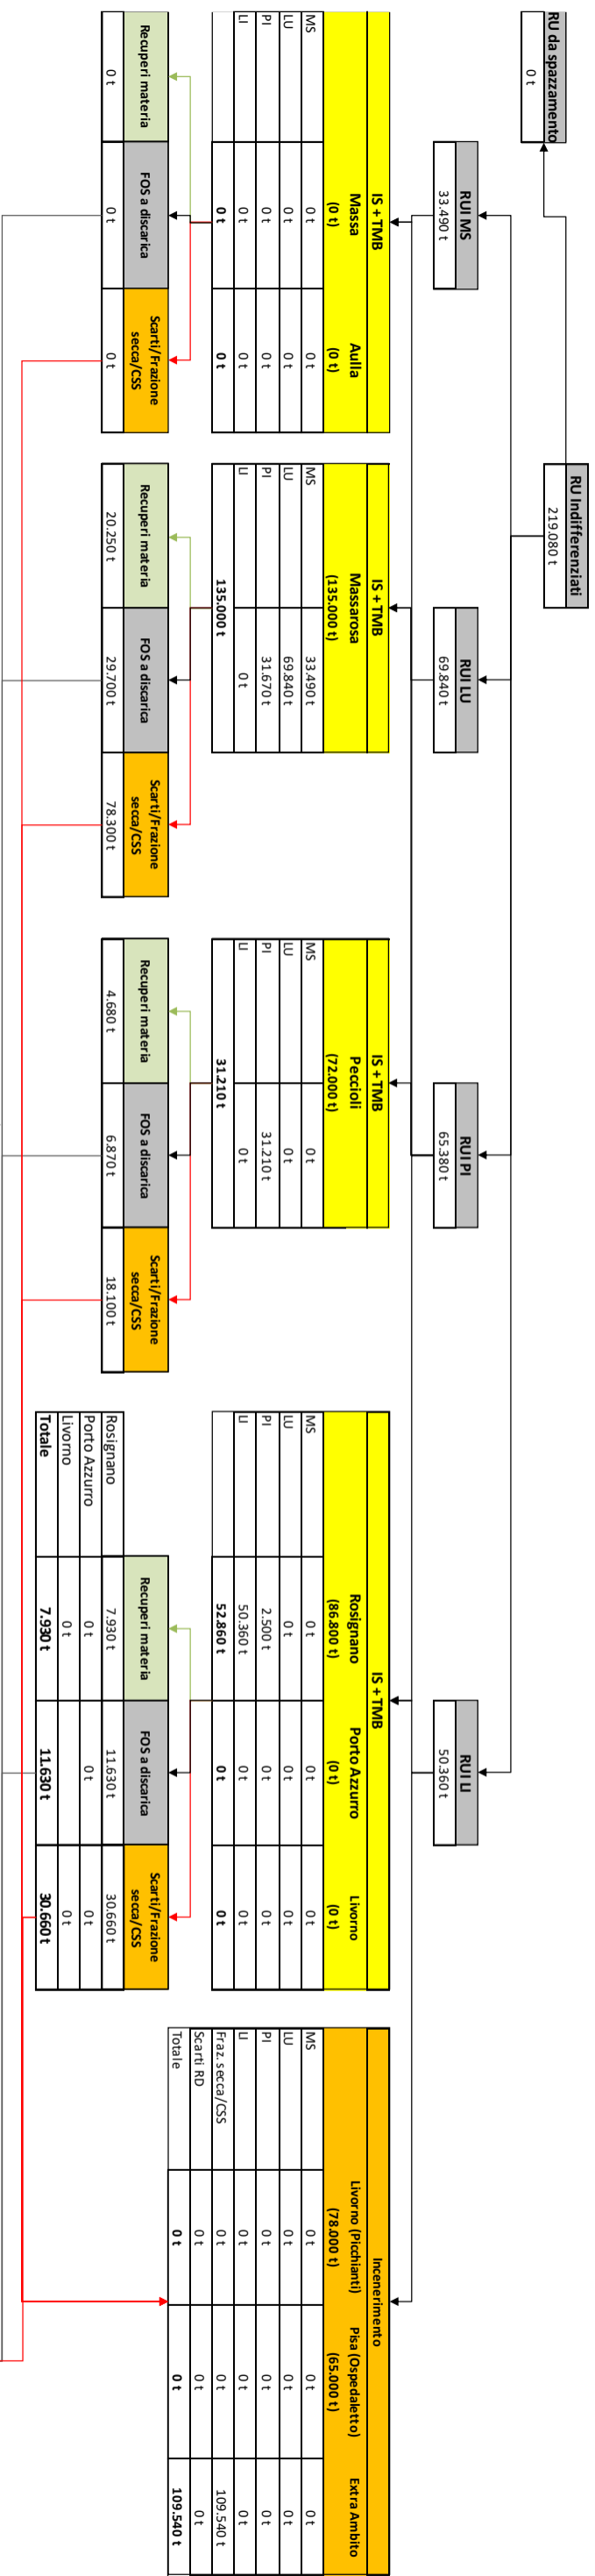 RU Indifferenziati
219.080 t
RU da spazzamento
0 t
RUI MS
33.490 t
RUI LU
69.840 t
RUI PI
65.380 t
RUI LI
50.360 t
IS + TMB
Massa Aulla
(0 t) (0 t)
MS 0 t 0 t
LU 0 t 0 t
PI 0 t 0 t
LI 0 t 0 t
0 t 0 t
IS + TMB
Massarosa
(135.000 t)
MS 33.490 t
LU 69.840 t
PI 31.670 t
LI 0 t
135.000 t
IS + TMB
Peccioli
(72.000 t)
MS 0 t
LU 0 t
PI 31.210 t
LI 0 t
31.210 t
IS + TMB
Rosignano Porto Azzurro Livorno
(86.800 t) (0 t) (0 t)
MS 0 t 0 t 0 t
LU 0 t 0 t 0 t
PI 2.500 t 0 t 0 t
LI 50.360 t 0 t 0 t
52.860 t 0 t 0 t
Incenerimento
Livorno (Picchianti) Pisa (Ospedaletto) Extra Ambito
(78.000 t) (65.000 t)
MS 0 t 0 t 0 t
LU 0 t 0 t 0 t
PI 0 t 0 t 0 t
LI 0 t 0 t 0 t
Fraz. secca/CSS 0 t 0 t 109.540 t
Scarti RD 0 t 0 t 0 t
Totale 0 t 0 t 109.540 t
Recuperi materia FOS a discarica Scarti/Frazione
secca/CSS
0 t 0 t 0 t
Recuperi materia FOS a discarica Scarti/Frazione
secca/CSS
20.250 t 29.700 t 78.300 t
Recuperi materia FOS a discarica Scarti/Frazione
secca/CSS
4.680 t 6.870 t 18.100 t
Recuperi materia FOS a discarica Scarti/Frazione
secca/CSS
Rosignano 7.930 t 11.630 t 30.660 t
Porto Azzurro 0 t 0 t 0 t
Livorno 0 t 0 t
Totale 7.930 t 11.630 t 30.660 t